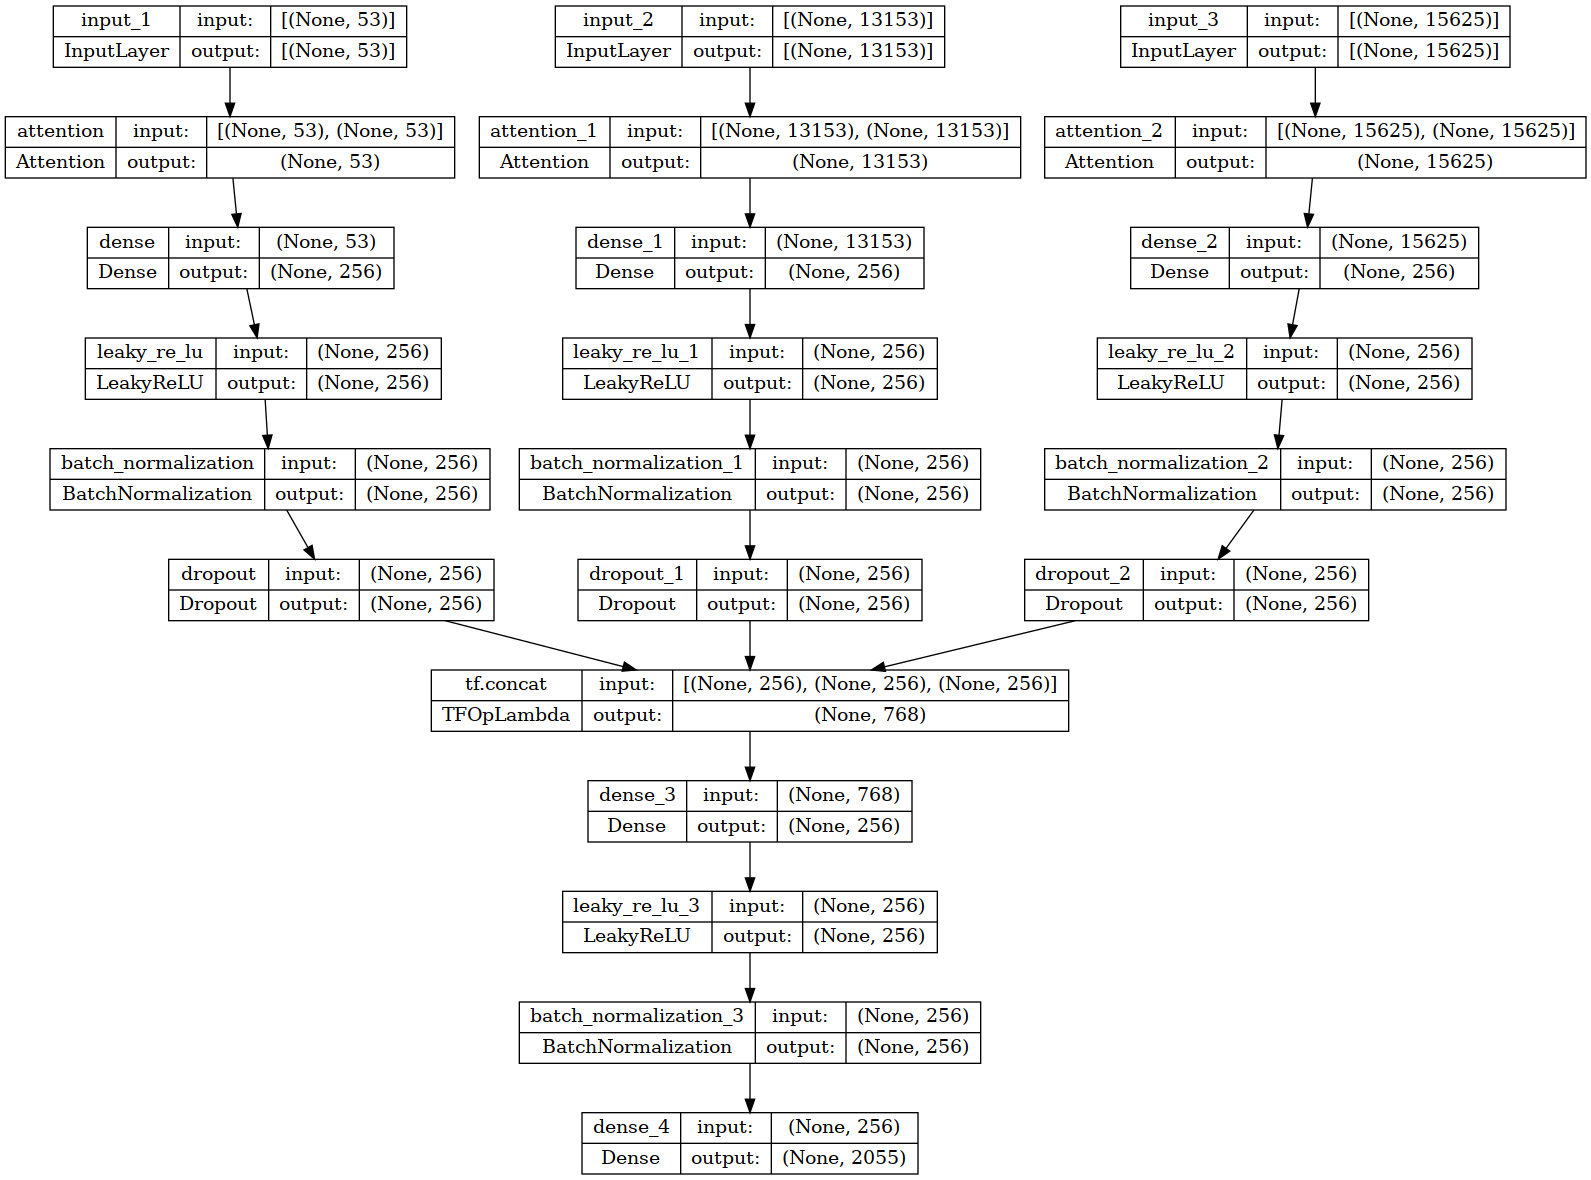 input_1 input: [(None, 53)]
InputLayer output: [(None, 53)]
input_2 input: [(None, 13153)]
InputLayer output: [(None, 13153)]
input_3 input: [(None, 15625)]
InputLayer output: [(None, 15625)]
attention input: [(None, 53), (None, 53)]
Attention output: (None, 53)
attention_1 input: [(None, 13153), (None, 13153)]
Attention output: (None, 13153)
attention_2 input: [(None, 15625), (None, 15625)]
Attention output: (None, 15625)
dense input: (None, 53)
Dense output: (None, 256)
dense_1 input: (None, 13153)
Dense output: (None, 256)
dense_2 input: (None, 15625)
Dense output: (None, 256)
leaky_re_lu input: (None, 256)
LeakyReLU output: (None, 256)
leaky_re_lu_1 input: (None, 256)
LeakyReLU output: (None, 256)
leaky_re_lu_2 input: (None, 256)
LeakyReLU output: (None, 256)
batch_normalization input: (None, 256)
BatchNormalization output: (None, 256)
batch_normalization_1 input: (None, 256)
BatchNormalization output: (None, 256)
batch_normalization_2 input: (None, 256)
BatchNormalization output: (None, 256)
dropout input: (None, 256)
Dropout output: (None, 256)
dropout_1 input: (None, 256)
Dropout output: (None, 256)
dropout_2 input: (None, 256)
Dropout output: (None, 256)
tf.concat input: [(None, 256), (None, 256), (None, 256)]
TFOpLambda output: (None, 768)
dense_3 input: (None, 768)
Dense output: (None, 256)
leaky_re_lu_3 input: (None, 256)
LeakyReLU output: (None, 256)
batch_normalization_3 input: (None, 256)
BatchNormalization output: (None, 256)
dense_4 input: (None, 256)
Dense output: (None, 2055)